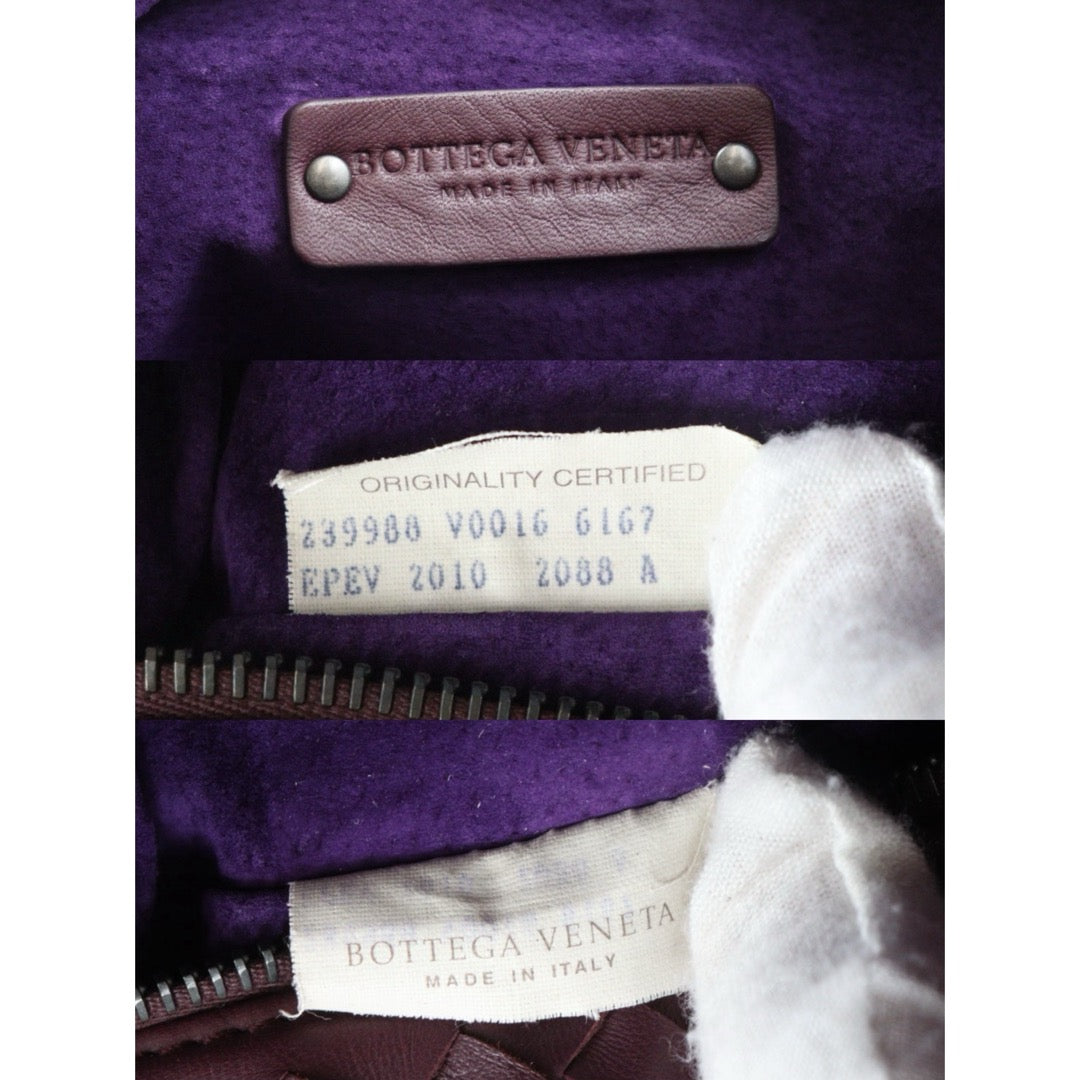 BOTTEGA VENETA
MADE IN ITALY
ORIGINALITY CERTIFIED
239988 V0016 6167
EPEV 2010 2088 A
BOTTEGA VENETA
MADE IN ITALY